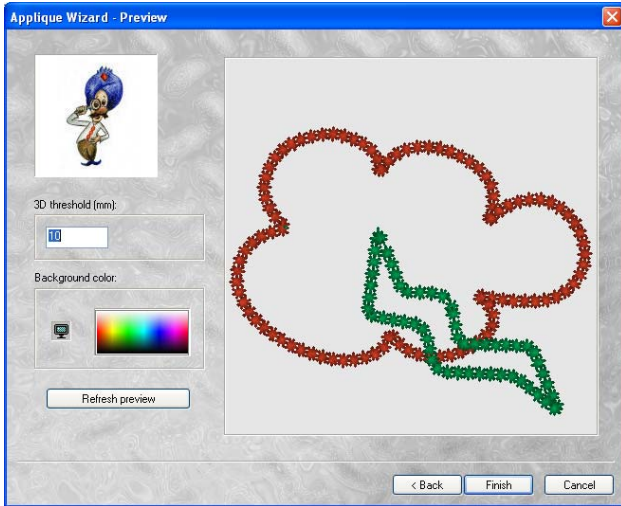 Applique Wizard - Preview
3D threshold (mm):
10
Background color:
Refresh preview
< Back
Finish
Cancel